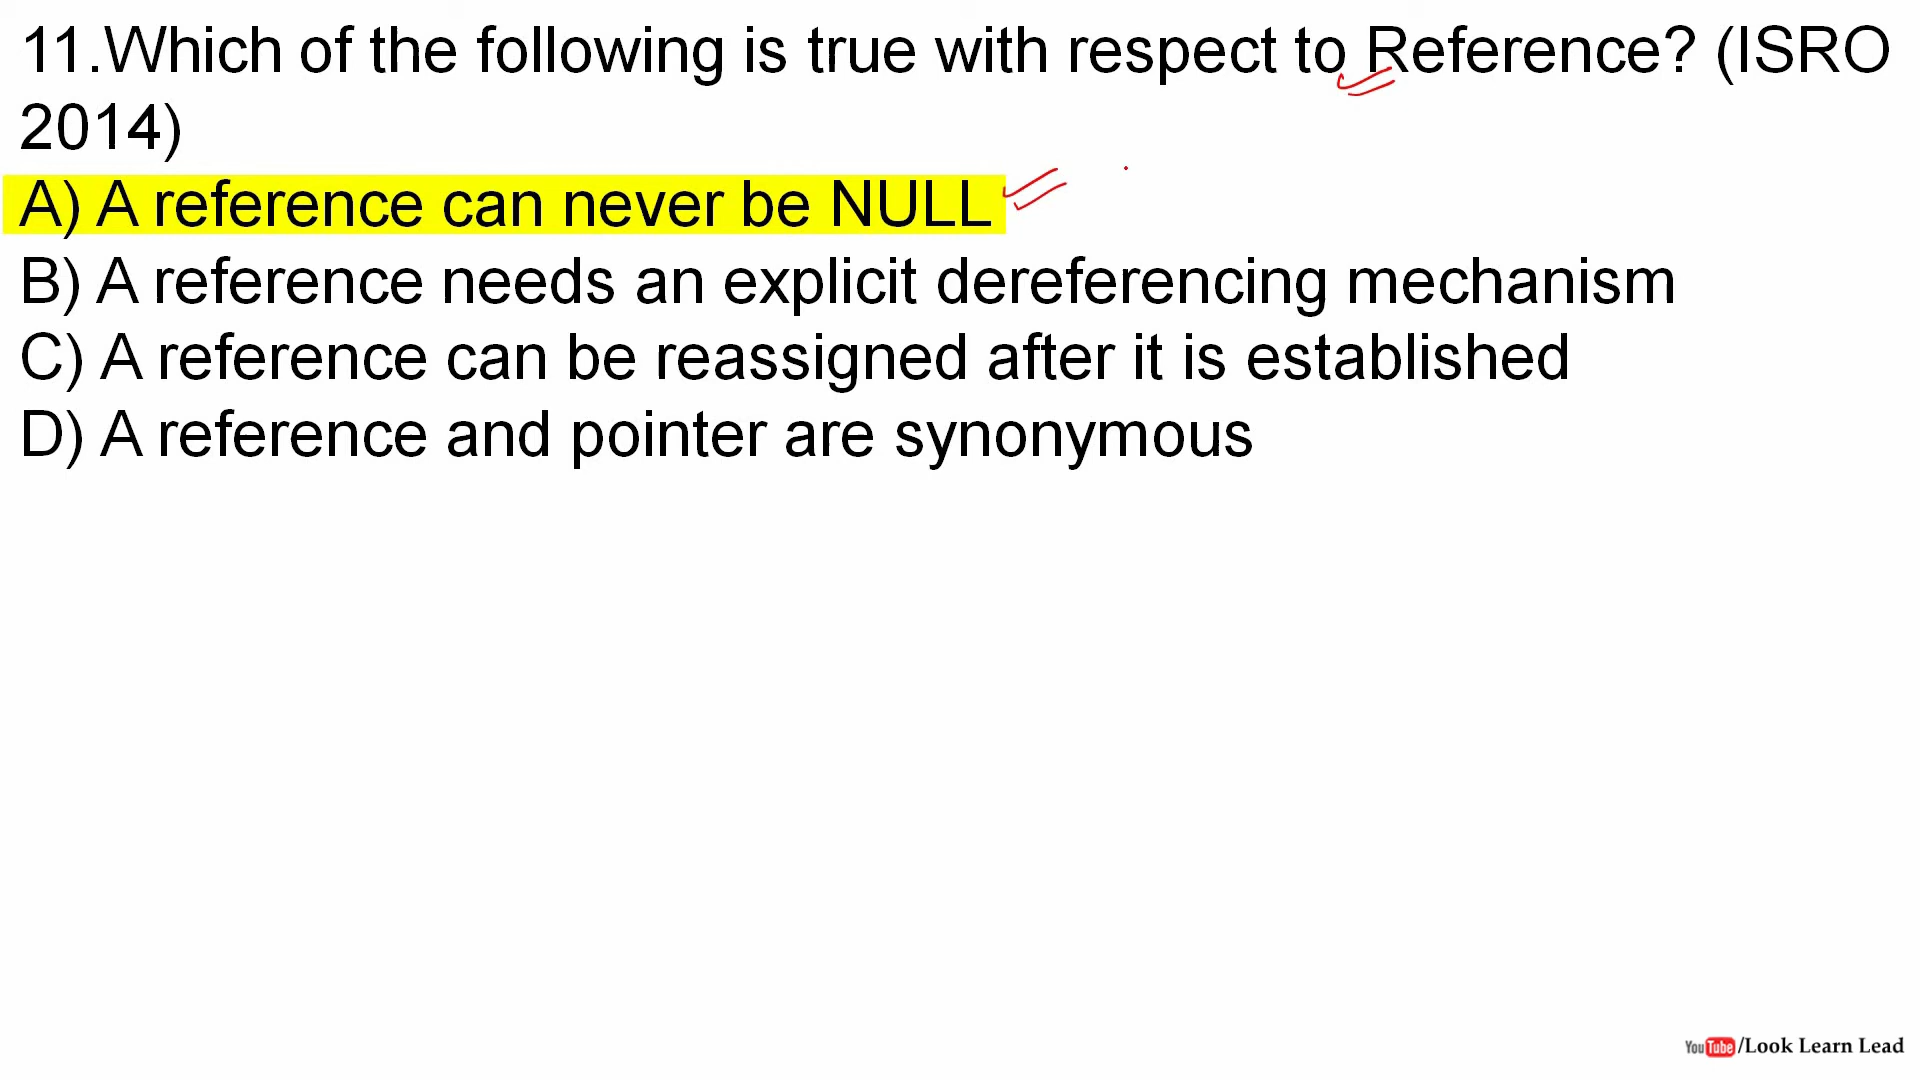 11.Which of the following is true with respect to Reference? (ISRO
2014)
A) A reference can never be NULL
B) A reference needs an explicit dereferencing mechanism
C) A reference can be reassigned after it is established
D) A reference and pointer are synonymous
YouTube/Look Learn Lead